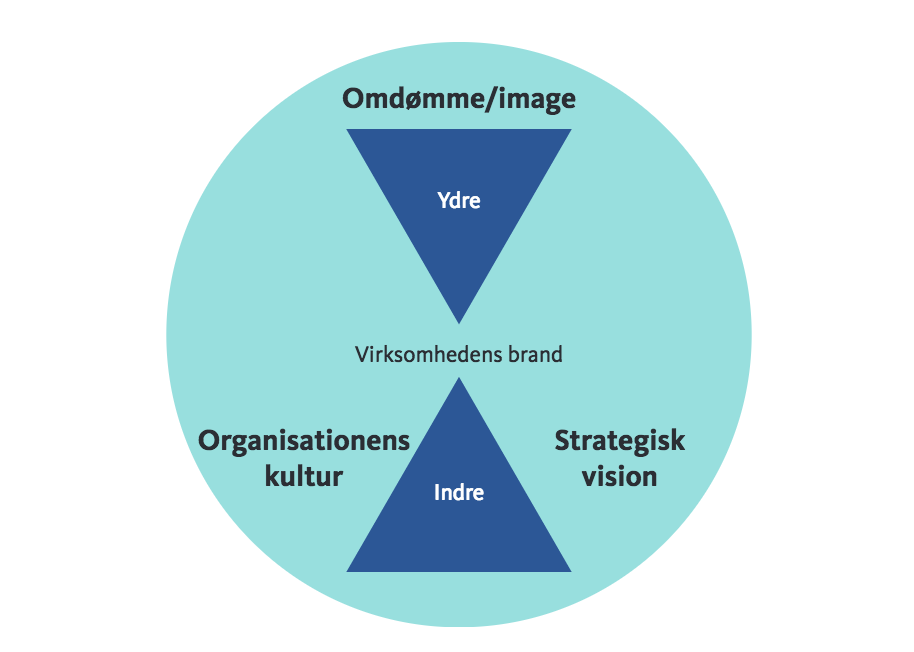 Omdømme/image
Ydre
Virksomhedens brand
Organisationens
kultur
Strategisk
vision
Indre